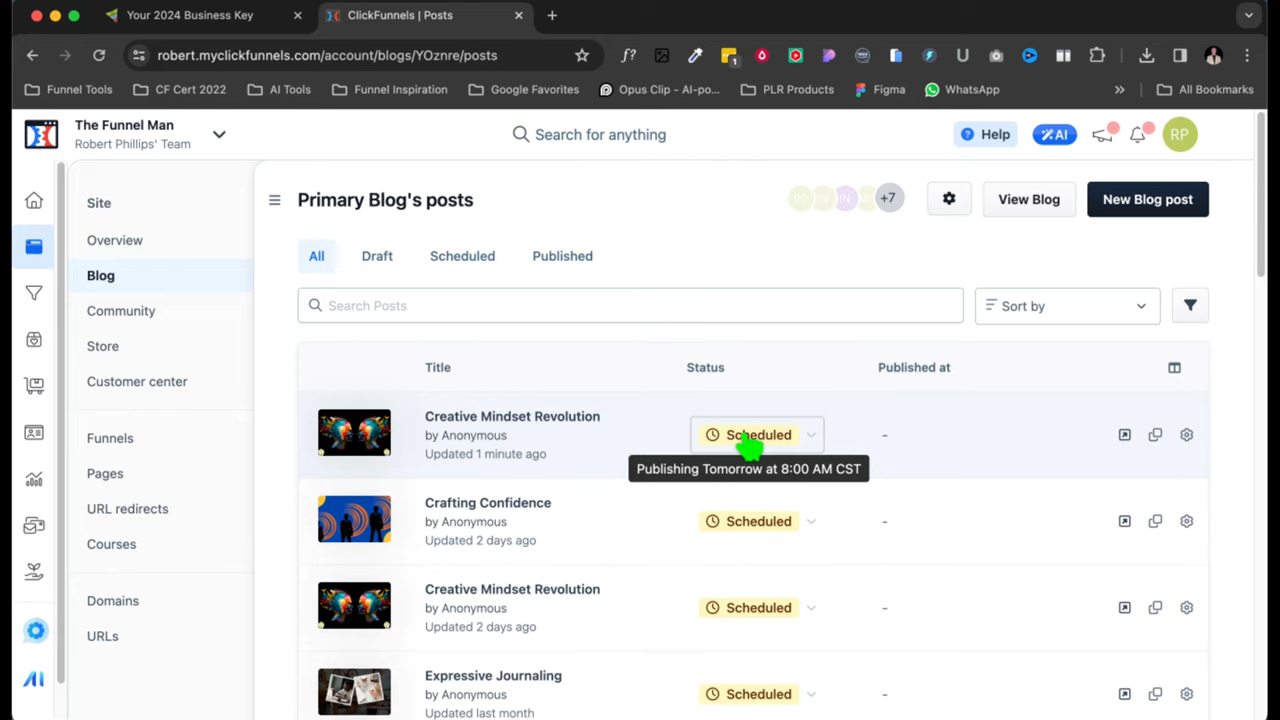 Your 2024 Business Key
ClickFunnels | Posts
robert.myclickfunnels.com/account/blogs/YOznre/posts
f?
1
Funnel Tools
CF Cert 2022
AI Tools
Funnel Inspiration
Google Favorites
Opus Clip - AI-po...
PLR Products
Figma
WhatsApp
»
All Bookmarks
The Funnel Man
Robert Phillips' Team
Search for anything
Help
AI
RP
Site
Overview
Blog
Community
Store
Customer center
Funnels
Pages
URL redirects
Courses
Domains
URLs
AI
Primary Blog's posts
+7
View Blog
New Blog post
All
Draft
Scheduled
Published
Search Posts
Sort by
Title
Status
Published at
Creative Mindset Revolution
by Anonymous
Updated 1 minute ago
Scheduled
-
Publishing Tomorrow at 8:00 AM CST
Crafting Confidence
by Anonymous
Updated 2 days ago
Scheduled
-
Creative Mindset Revolution
by Anonymous
Updated 2 days ago
Scheduled
-
Expressive Journaling
by Anonymous
Updated last month
Scheduled
-